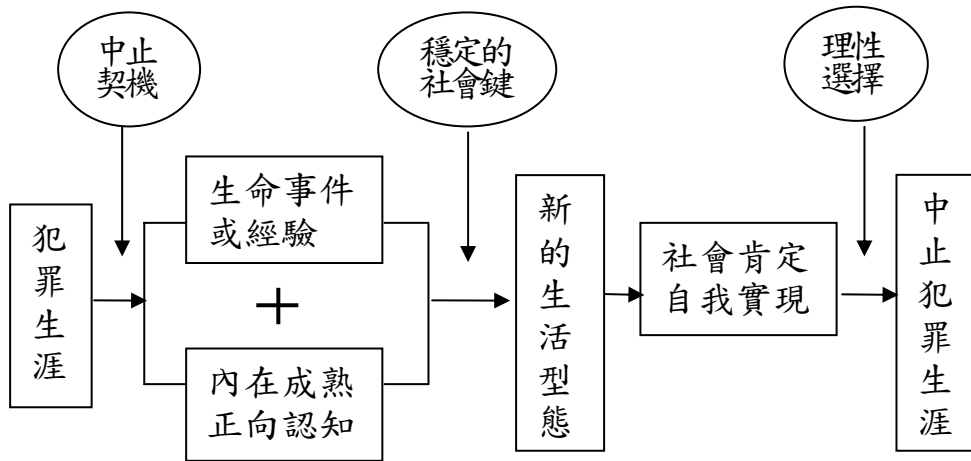 中止
契機
穩定的
社會鍵
理性
選擇
犯罪生涯
生命事件
或經驗
+
內在成熟
正向認知
新的生活型態
社會肯定
自我實現
中止犯罪生涯